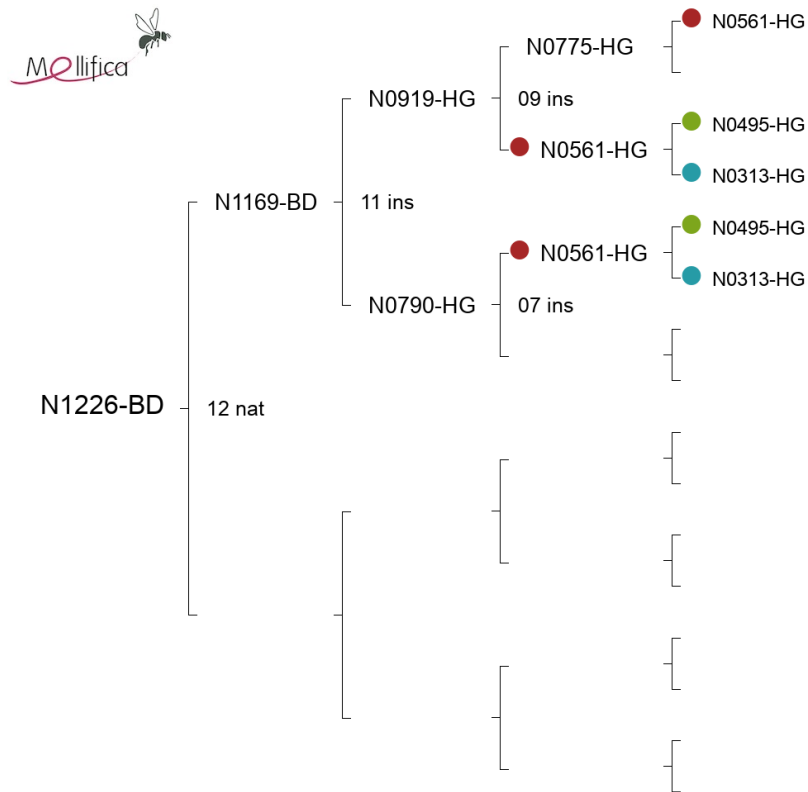 Mellifica
N0561-HG
N0775-HG
N0919-HG
09 ins
N0495-HG
N0561-HG
N0313-HG
N1169-BD
11 ins
N0495-HG
N0561-HG
N0313-HG
N0790-HG
07 ins
N1226-BD
12 nat